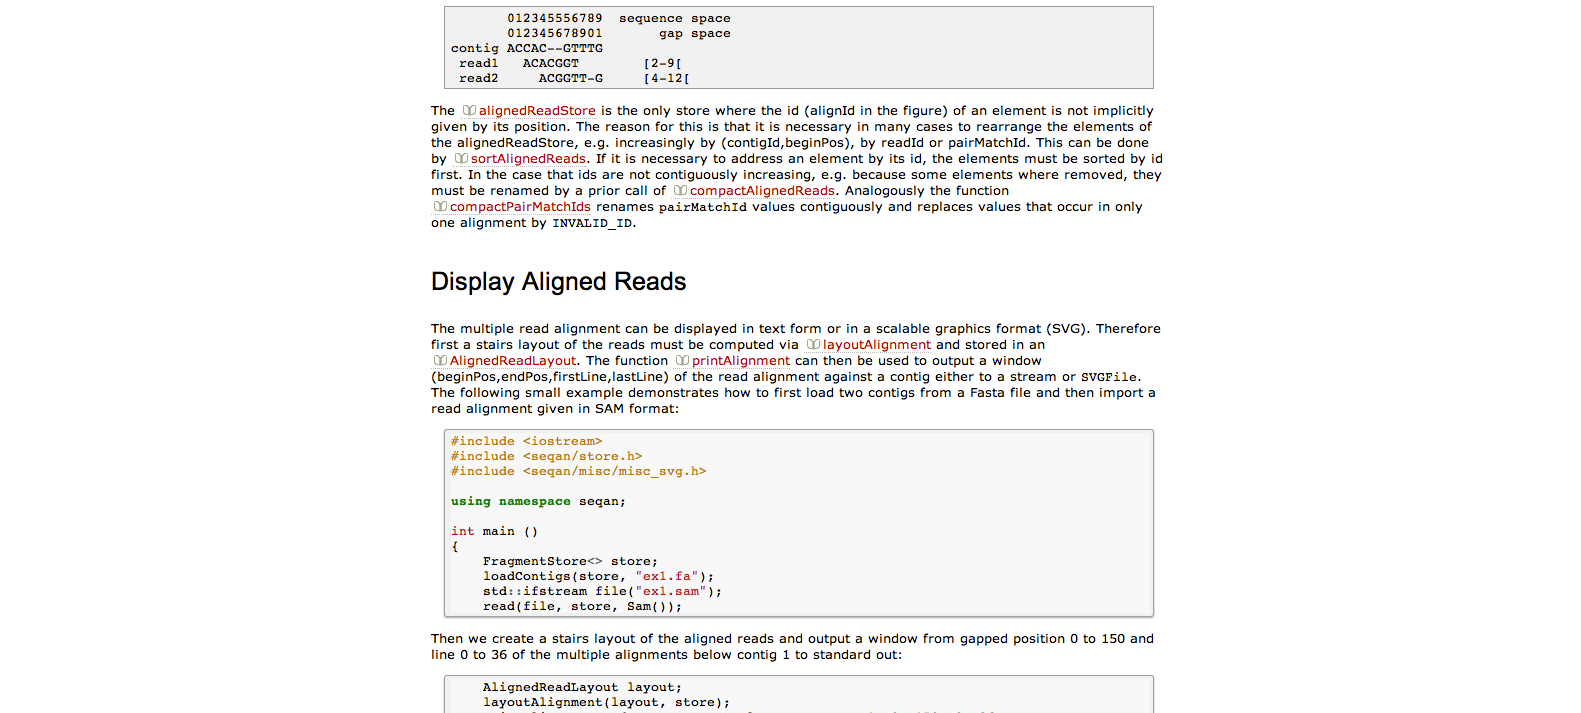 012345556789  sequence space
       012345678901       gap space
contig ACCAC--GTTTG
 read1   ACACGGT        [2-9[
 read2     ACGGTT-G     [4-12[
The alignedReadStore is the only store where the id (alignId in the figure) of an element is not implicitly
given by its position. The reason for this is that it is necessary in many cases to rearrange the elements of
the alignedReadStore, e.g. increasingly by (contigId,beginPos), by readId or pairMatchId. This can be done
by sortAlignedReads. If it is necessary to address an element by its id, the elements must be sorted by id
first. In the case that ids are not contiguously increasing, e.g. because some elements where removed, they
must be renamed by a prior call of compactAlignedReads. Analogously the function
compactPairMatchIds renames pairMatchId values contiguously and replaces values that occur in only
one alignment by INVALID_ID.
Display Aligned Reads
The multiple read alignment can be displayed in text form or in a scalable graphics format (SVG). Therefore
first a stairs layout of the reads must be computed via layoutAlignment and stored in an
AlignedReadLayout. The function printAlignment can then be used to output a window
(beginPos,endPos,firstLine,lastLine) of the read alignment against a contig either to a stream or SVGFile.
The following small example demonstrates how to first load two contigs from a Fasta file and then import a
read alignment given in SAM format:
#include <iostream>
#include <seqan/store.h>
#include <seqan/misc/misc_svg.h>
using namespace seqan;
int main ()
{
    FragmentStore<> store;
    loadContigs(store, "ex1.fa");
    std::ifstream file("ex1.sam");
    read(file, store, Sam());
Then we create a stairs layout of the aligned reads and output a window from gapped position 0 to 150 and
line 0 to 36 of the multiple alignments below contig 1 to standard out:
    AlignedReadLayout layout;
    layoutAlignment(layout, store);